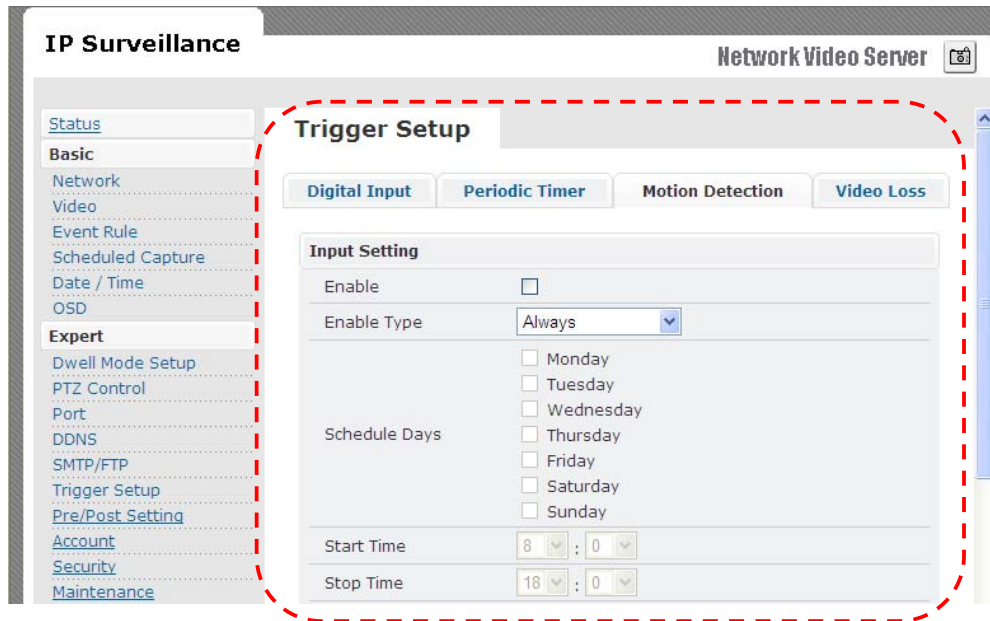 IP Surveillance
Network Video Server
Status
Basic
Network
Video
Event Rule
Scheduled Capture
Date / Time
OSD
Expert
Dwell Mode Setup
PTZ Control
Port
DDNS
SMTP/FTP
Trigger Setup
Pre/Post Setting
Account
Security
Maintenance
Trigger Setup
Digital Input Periodic Timer Motion Detection Video Loss
Input Setting
Enable
Enable Type Always
Schedule Days
Monday
Tuesday
Wednesday
Thursday
Friday
Saturday
Sunday
Start Time 8 : 0
Stop Time 18 : 0